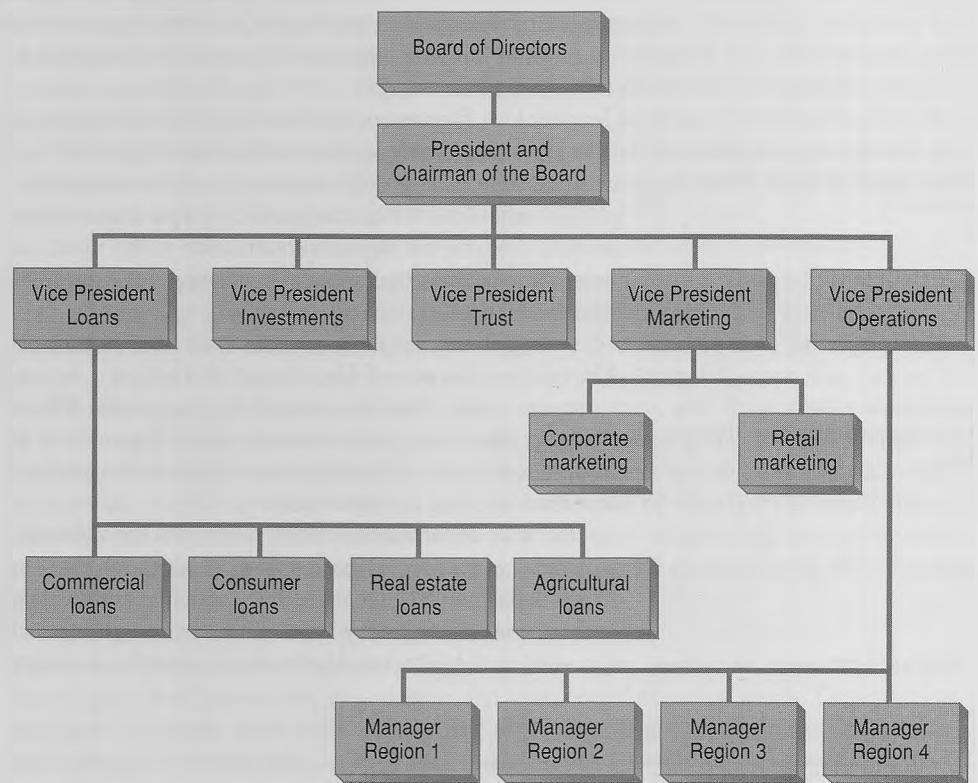 Board of Directors
President and
Chairman of the Board
Vice President
Loans
Vice President
Investments
Vice President
Trust
Vice President
Marketing
Vice President
Operations
Corporate
marketing
Retail
marketing
Commercial
loans
Consumer
loans
Real estate
loans
Agricultural
loans
Manager
Region 1
Manager
Region 2
Manager
Region 3
Manager
Region 4